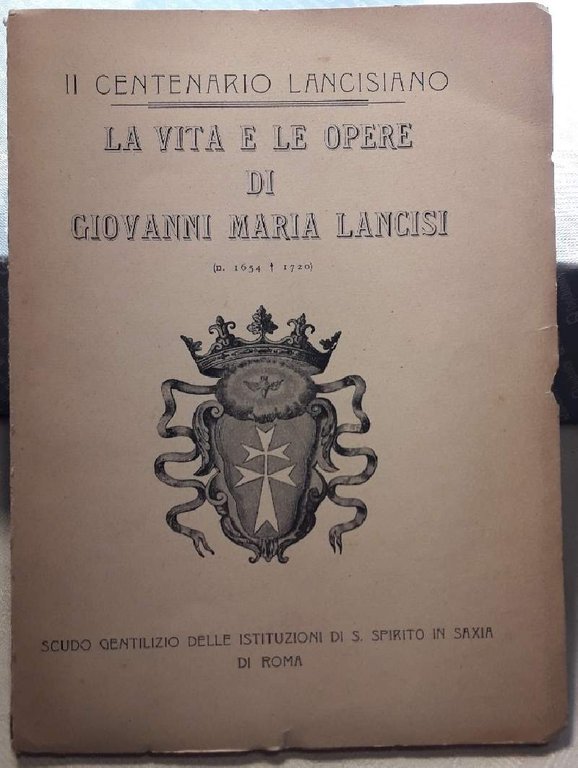 II CENTENARIO LANCISIANO
LA VITA E LE OPERE
DI
GIOVANNI MARIA LANCISI
(n. 1654 † 1720)
SCUDO GENTILIZIO DELLE ISTITUZIONI DI S. SPIRITO IN SAXIA
DI ROMA